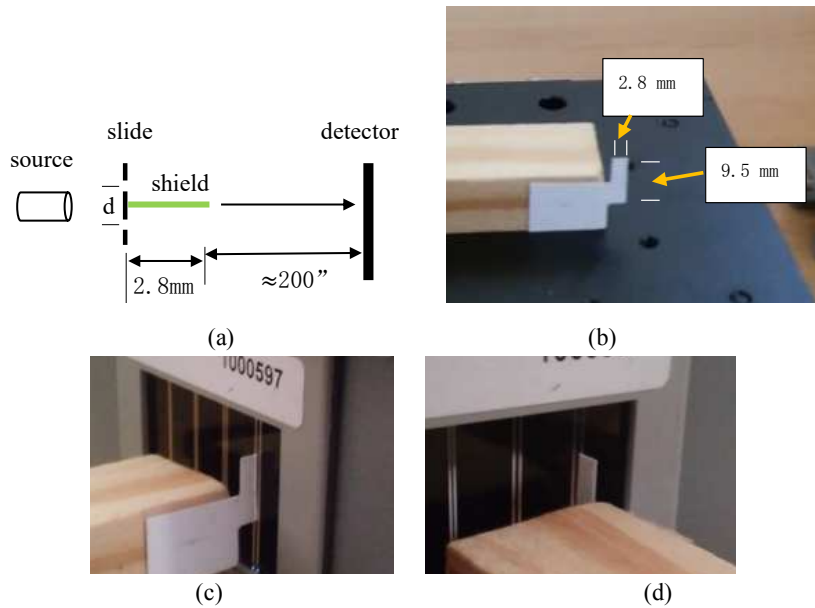 slide
detector
source
shield
d
2.8mm
≈200”
(a)
2.8 mm
9.5 mm
(b)
1000597
(c)
(d)